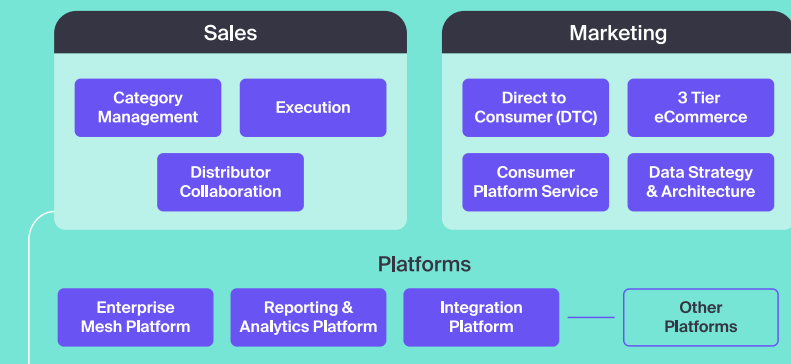 Sales
Marketing
Category
Management
Execution
Distributor
Collaboration
Direct to
Consumer (DTC)
3 Tier
eCommerce
Consumer
Platform Service
Data Strategy
& Architecture
Platforms
Enterprise
Mesh Platform
Reporting &
Analytics Platform
Integration
Platform
Other
Platforms